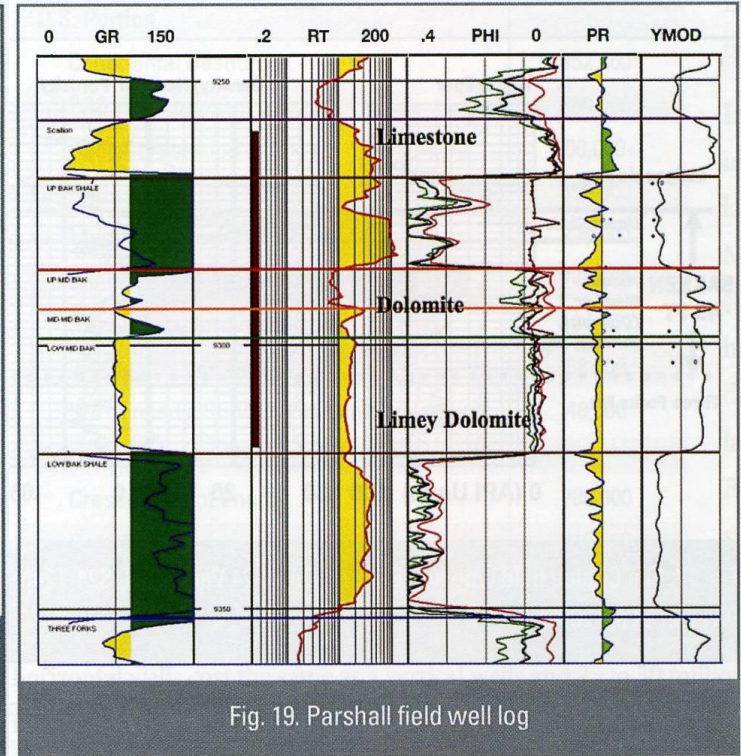 0 GR 150 .2 RT 200 .4 PHI 0 PR YMOD
9250
Scallion
Limestone
UP BAK SHALE
UP MD BAK
Dolomite
MD MD BAK
LOW MD BAK
9300
Limey Dolomite
LOW BAK SHALE
9350
THREE FORKS
Fig. 19. Parshall field well log